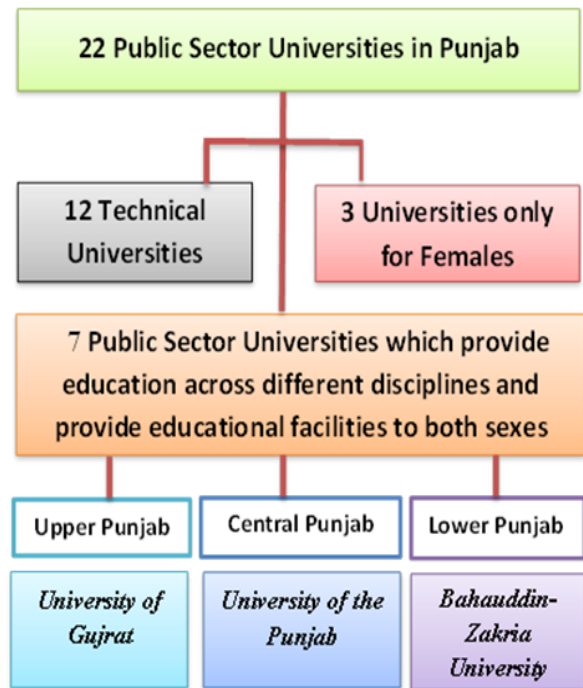 22 Public Sector Universities in Punjab
12 Technical
Universities
3 Universities only
for Females
7 Public Sector Universities which provide
education across different disciplines and
provide educational facilities to both sexes
Upper Punjab
Central Punjab
Lower Punjab
University of
Gujrat
University of the
Punjab
Bahauddin-
Zakria
University